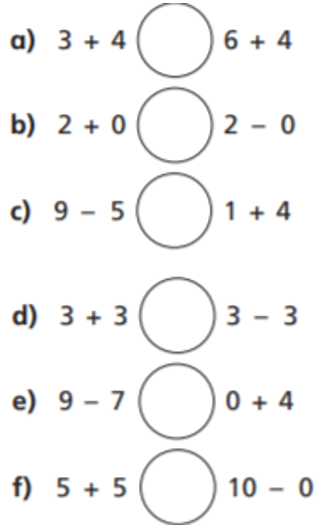 a) 3 + 4 6 + 4
b) 2 + 0 2 – 0
c) 9 – 5 1 + 4
d) 3 + 3 3 – 3
e) 9 – 7 0 + 4
f) 5 + 5 10 – 0